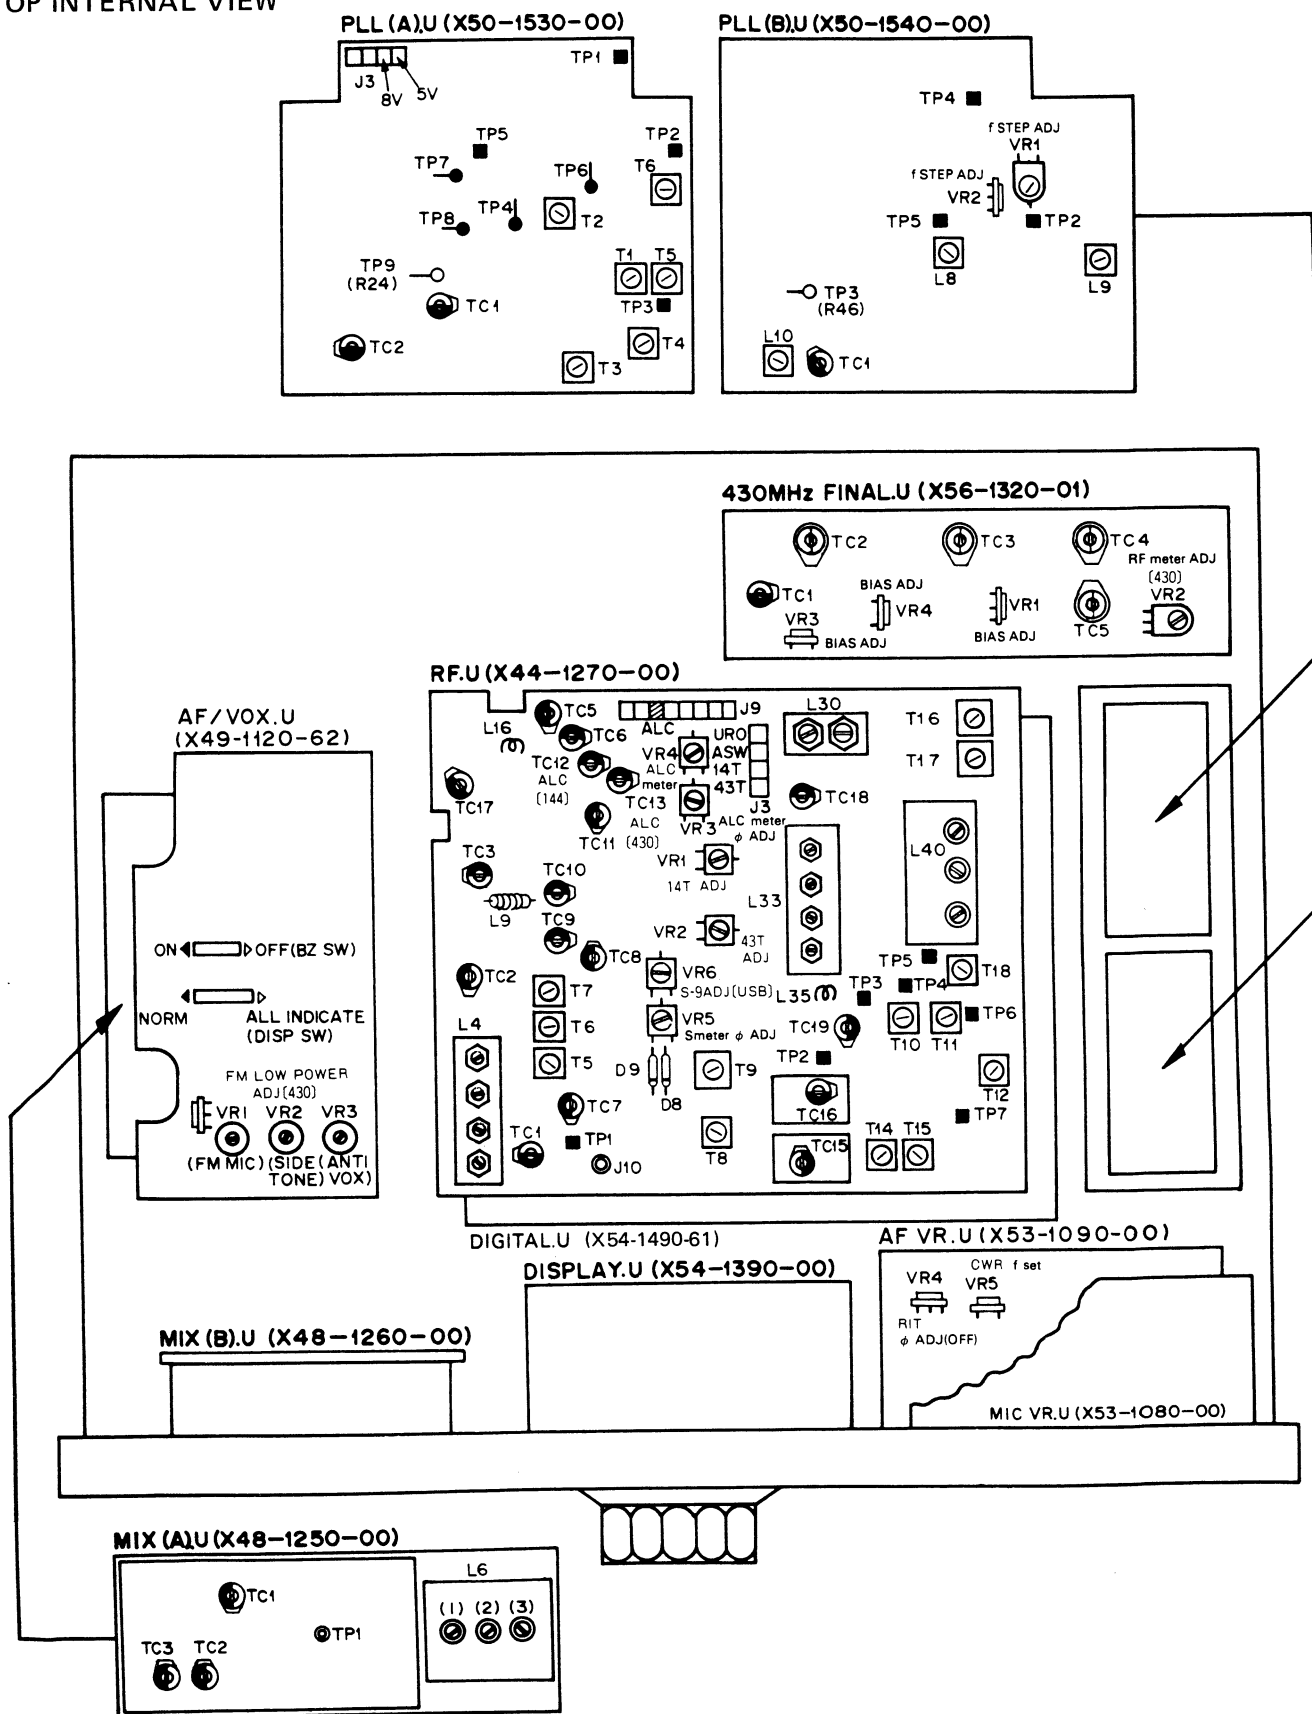 OP INTERNAL VIEW
PLL (A).U (X50-1530-00)
J3
8V
5V
TP1
TP5
TP2
TP7
TP6
T6
TP8
TP4
T2
TP9
(R24)
T1
T5
TC1
TP3
TC2
T4
T3
PLL (B).U (X50-1540-00)
TP4
f STEP ADJ
VR1
f STEP ADJ
VR2
TP5
TP2
L8
L9
TP3
(R46)
L10
TC1
430MHz FINAL.U (X56-1320-01)
TC2
TC3
TC4
RF meter ADJ
(430)
VR2
TC1
BIAS ADJ
VR4
VR1
VR3
BIAS ADJ
BIAS ADJ
TC5
RF.U (X44-1270-00)
L16
TC5
J9
ALC
L30
T16
TC6
URO
VR4
ASW
TC12
ALC
14T
T17
ALC
meter
43T
(144)
TC17
TC13
J3
TC18
ALC
VR3
ALC meter
TC11
(430)
φ ADJ
TC3
VR1
L40
TC10
14T ADJ
L9
L33
TC9
VR2
43T
ADJ
TC8
TP5
TC2
VR6
T18
S-9ADJ(USB)
TP3
TP4
T7
L35
VR5
TP6
L4
T6
Smeter φ ADJ
TC19
T10
T11
T5
D9
T9
TP2
D8
T12
TC7
TC16
TP7
TC1
TP1
T14
T15
J10
T8
TC15
AF/VOX.U
(X49-1120-62)
ON
OFF(BZ SW)
NORM
ALL INDICATE
(DISP SW)
FM LOW POWER
ADJ(430)
VR1
VR2
VR3
(FM MIC)
(SIDE
TONE)
(ANTI
VOX)
DIGITAL.U (X54-1490-61)
DISPLAY.U (X54-1390-00)
AF VR.U (X53-1090-00)
CWR f set
VR4
VR5
RIT
φ ADJ(OFF)
MIC VR.U (X53-1080-00)
MIX (B).U (X48-1260-00)
MIX (A).U (X48-1250-00)
L6
TC1
(1) (2) (3)
TP1
TC3
TC2